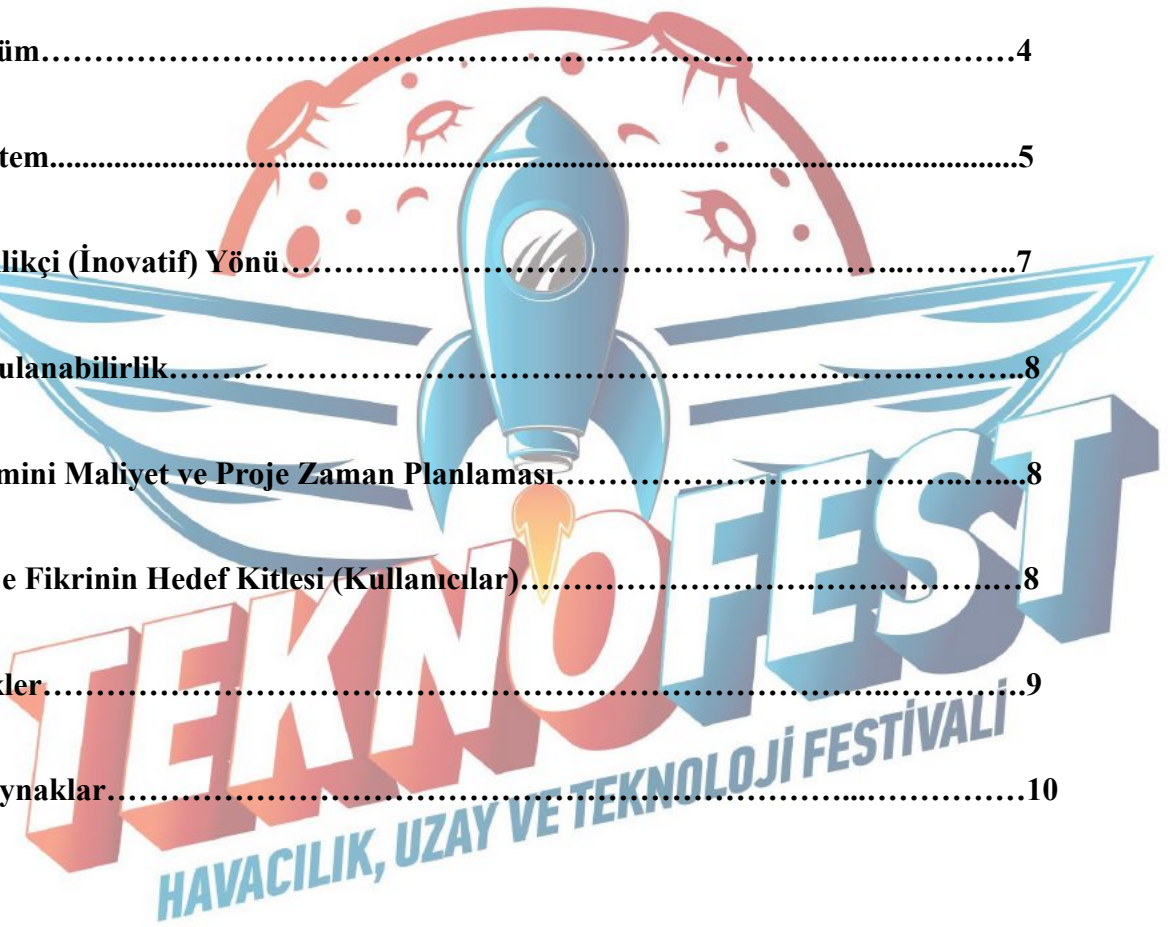 üm……………………………………………………………………...…………4
tem.........................................................................................................................5
likçi (İnovatif) Yönü……………………………………………………...………..7
ulanabilirlik…….……………………………………………………….………..8
mini Maliyet ve Proje Zaman Planlaması…………….………………….….…....8
e Fikrinin Hedef Kitlesi (Kullanıcılar)……………………….…….…….…….8
kler………………………………………………………………………...………….9
ynaklar…………………………………………………………………...……………10
TEKNOFEST
HAVACILIK, UZAY VE TEKNOLOJİ FESTİVALİ